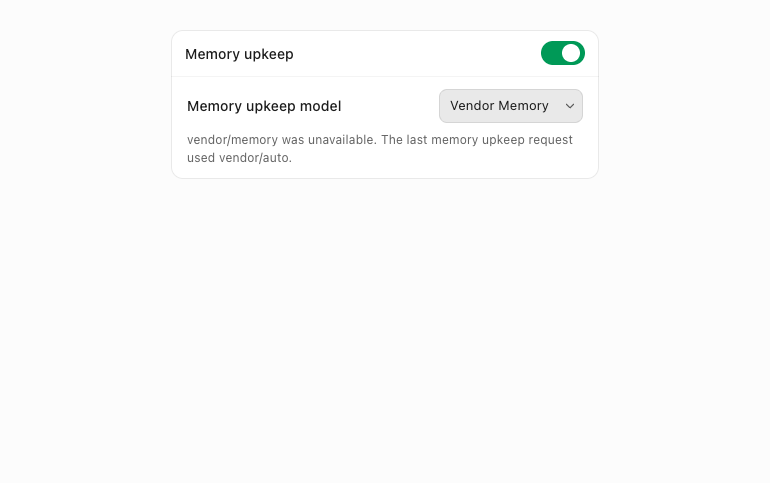 Memory upkeep
Memory upkeep model
Vendor Memory
vendor/memory was unavailable. The last memory upkeep request
used vendor/auto.